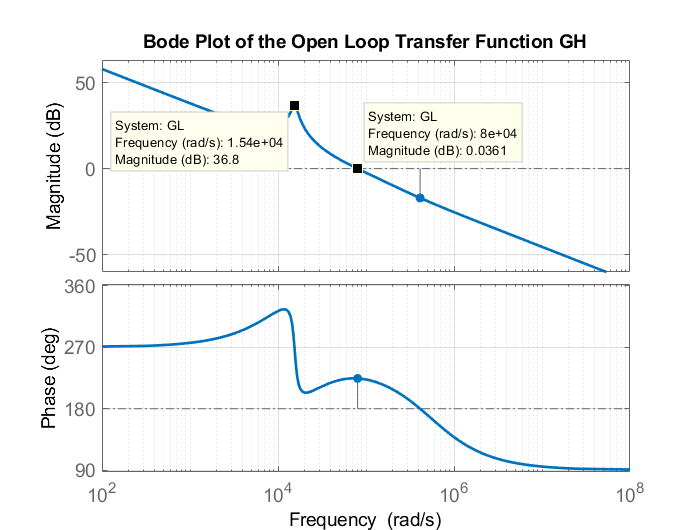 Bode Plot of the Open Loop Transfer Function GH
50
0
-50
Magnitude (dB)
System: GL
Frequency (rad/s): 1.54e+04
Magnitude (dB): 36.8
System: GL
Frequency (rad/s): 8e+04
Magnitude (dB): 0.0361
360
270
180
90
Phase (deg)
10^2 10^4 10^6 10^8
Frequency (rad/s)